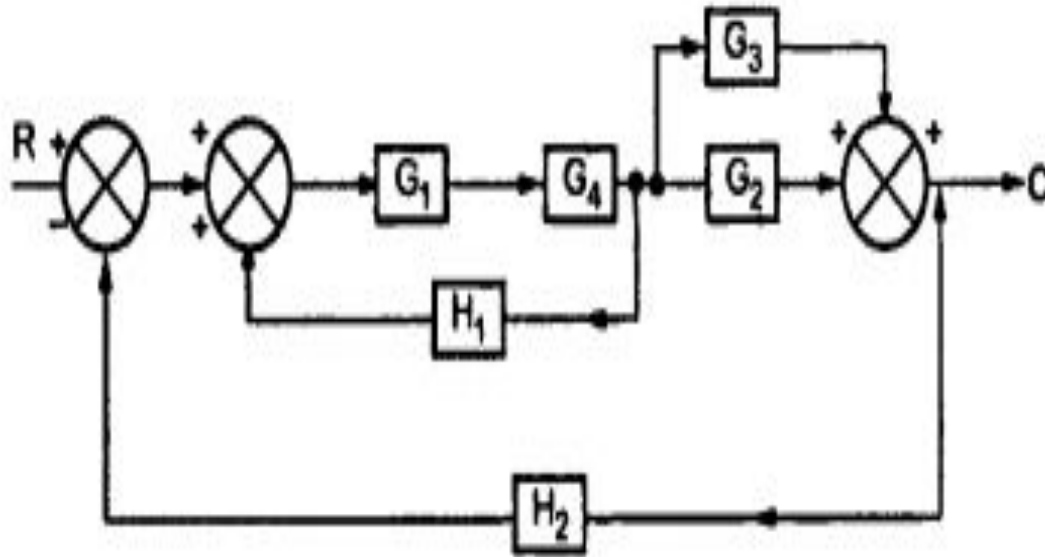 G₃
R + − + + G₁ G₄ G₂ + + C
H₁
H₂